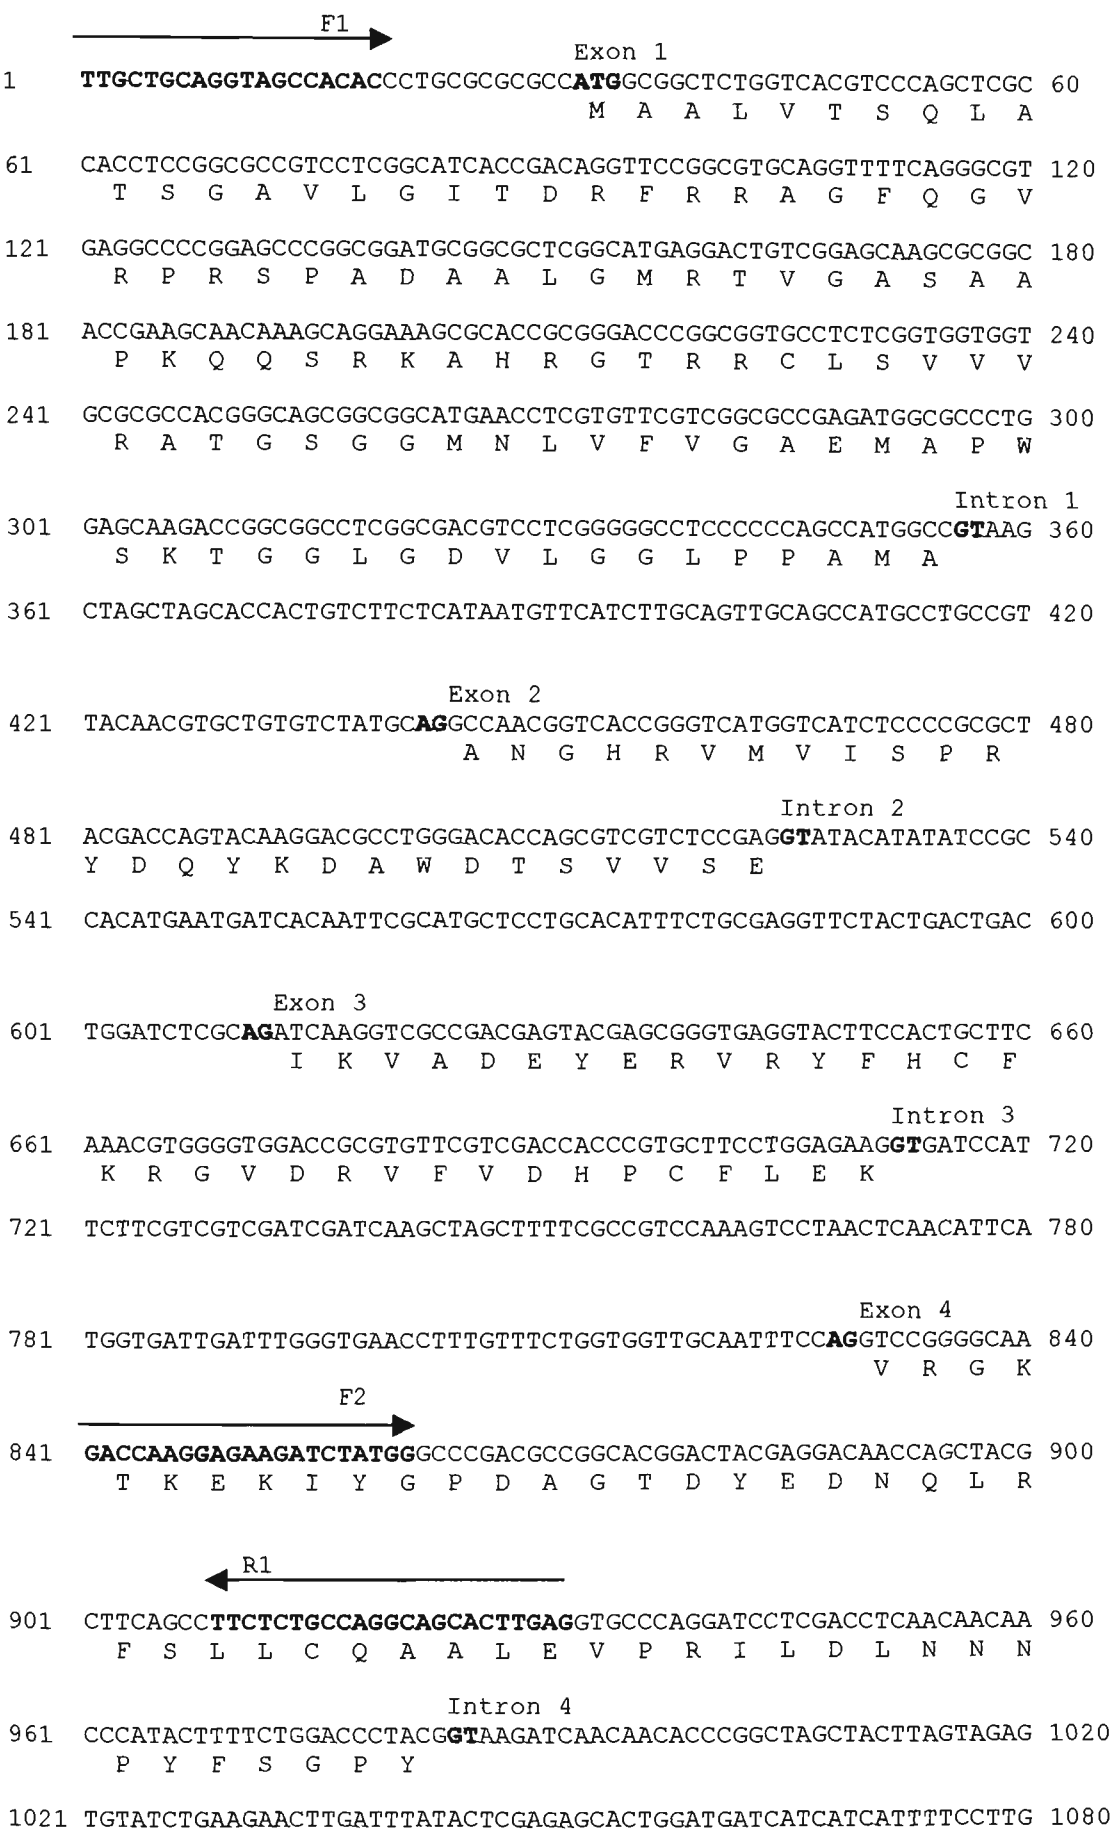 F1
Exon 1
1 TTGCTGCAGGTAGCCACACCCTGCGCGCGCCATGGCGGCTCTGGTCACGTCCCAGCTCGC 60
M A A L V T S Q L A
61 CACCTCCGGCGCCGTCCTCGGCATCACCGACAGGTTCCGGCGTGCAGGTTTTCAGGGCGT 120
T S G A V L G I T D R F R R A G F Q G V
121 GAGGCCCCGGAGCCCGGCGGATGCGGCGCTCGGCATGAGGACTGTCGGAGCAAGCGCGGC 180
R P R S P A D A A L G M R T V G A S A A
181 ACCGAAGCAACAAAGCAGGAAAGCGCACCGCGGGACCCGGCGGTGCCTCTCGGTGGTGGT 240
P K Q Q S R K A H R G T R R C L S V V V
241 GCGCGCCACGGGCAGCGGCGGCATGAACCTCGTGTTCGTCGGCGCCGAGATGGCGCCCTG 300
R A T G S G G M N L V F V G A E M A P W
Intron 1
301 GAGCAAGACCGGCGGCCTCGGCGACGTCCTCGGGGGCCTCCCCCCAGCCATGGCCGTAAG 360
S K T G G L G D V L G G L P P A M A
361 CTAGCTAGCACCACTGTCTTCTCATAATGTTCATCTTGCAGTTGCAGCCATGCCTGCCGT 420
Exon 2
421 TACAACGTGCTGTGTCTATGCAGGCCAACGGTCACCGGGTCATGGTCATCTCCCCGCGCT 480
A N G H R V M V I S P R
Intron 2
481 ACGACCAGTACAAGGACGCCTGGGACACCAGCGTCGTCTCCGAGGTATACATATATCCGC 540
Y D Q Y K D A W D T S V V S E
541 CACATGAATGATCACAATTCGCATGCTCCTGCACATTTCTGCGAGGTTCTACTGACTGAC 600
Exon 3
601 TGGATCTCGCAGATCAAGGTCGCCGACGAGTACGAGCGGGTGAGGTACTTCCACTGCTTC 660
I K V A D E Y E R V R Y F H C F
Intron 3
661 AAACGTGGGGTGGACCGCGTGTTCGTCGACCACCCGTGCTTCCTGGAGAAGGTGATCCAT 720
K R G V D R V F V D H P C F L E K
721 TCTTCGTCGTCGATCGATCAAGCTAGCTTTTCGCCGTCCAAAGTCCTAACTCAACATTCA 780
Exon 4
781 TGGTGATTGATTTGGGTGAACCTTTGTTTCTGGTGGTTGCAATTTCCAGGTCCGGGGCAA 840
V R G K
F2
841 GACCAAGGAGAAGATCTATGGGCCCGACGCCGGCACGGACTACGAGGACAACCAGCTACG 900
T K E K I Y G P D A G T D Y E D N Q L R
R1
901 CTTCAGCCTTCTCTGCCAGGCAGCACTTGAGGTGCCCAGGATCCTCGACCTCAACAACAA 960
F S L L C Q A A L E V P R I L D L N N N
Intron 4
961 CCCATACTTTTCTGGACCCTACGGTAAGATCAACAACACCCGGCTAGCTACTTAGTAGAG 1020
P Y F S G P Y
1021 TGTATCTGAAGAACTTGATTTATACTCGAGAGCACTGGATGATCATCATCATTTTCCTTG 1080